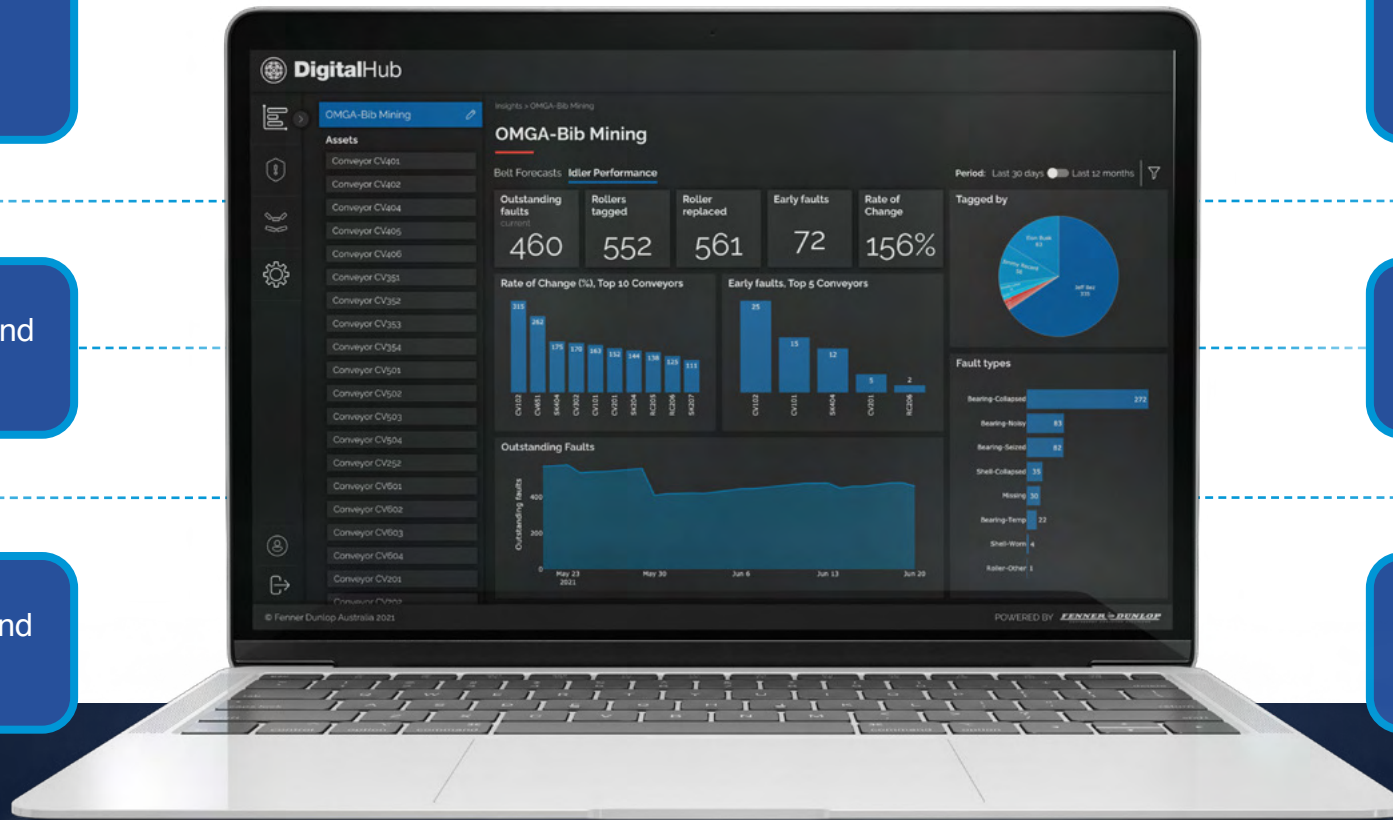 nd
nd
DigitalHub
OMGA-Bib Mining
Assets
Conveyor CV401
Conveyor CV402
Conveyor CV404
Conveyor CV405
Conveyor CV406
Conveyor CV351
Conveyor CV352
Conveyor CV353
Conveyor CV354
Conveyor CV501
Conveyor CV502
Conveyor CV503
Conveyor CV504
Conveyor CV252
Conveyor CV601
Conveyor CV602
Conveyor CV603
Conveyor CV604
Conveyor CV201
Insights > OMGA-Bib Mining
OMGA-Bib Mining
Belt Forecasts Idler Performance
Period: Last 30 days Last 12 months
Outstanding faults
current
460
Rollers tagged
552
Roller replaced
561
Early faults
72
Rate of Change
156%
Tagged by
Rate of Change (%), Top 10 Conveyors
315
262
175
170
163
152
144
138
125
111
CV102
CV651
SK404
CV302
CV101
CV201
SK204
RC205
RC206
SK207
Early faults, Top 5 Conveyors
25
15
12
5
2
CV102
CV101
SK404
CV201
RC206
Outstanding Faults
Outstanding faults
400
200
0
May 23
2021
May 30
Jun 6
Jun 13
Jun 20
Fault types
Bearing-Collapsed 272
Bearing-Noisy 83
Bearing-Seized 82
Shell-Collapsed 35
Missing 30
Bearing-Temp 22
Shell-Worn 4
Roller-Other 1
© Fenner Dunlop Australia 2021
POWERED BY FENNER DUNLOP